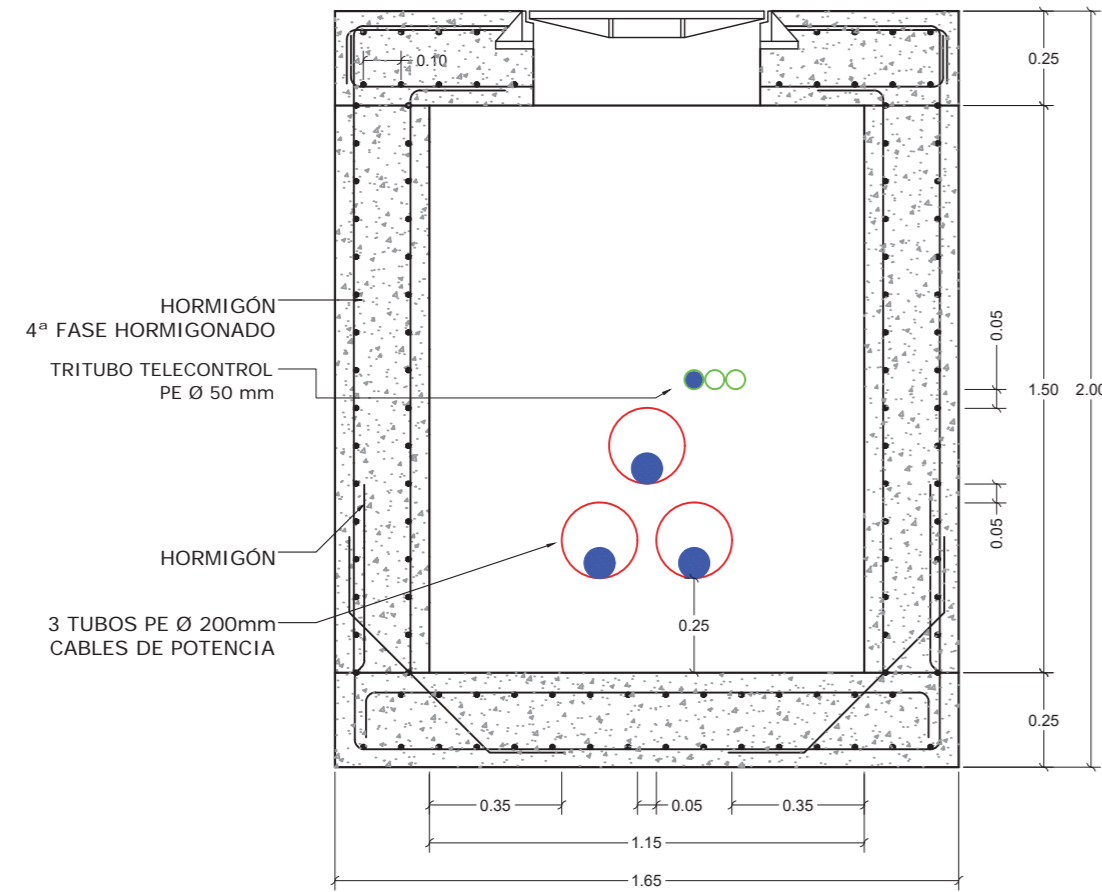 0.10
0.25
HORMIGÓN
4ª FASE HORMIGONADO
TRITUBO TELECONTROL
PE Ø 50 mm
0.05
1.50
2.00
HORMIGÓN
0.05
3 TUBOS PE Ø 200mm
CABLES DE POTENCIA
0.25
0.25
0.35
0.05
0.35
1.15
1.65